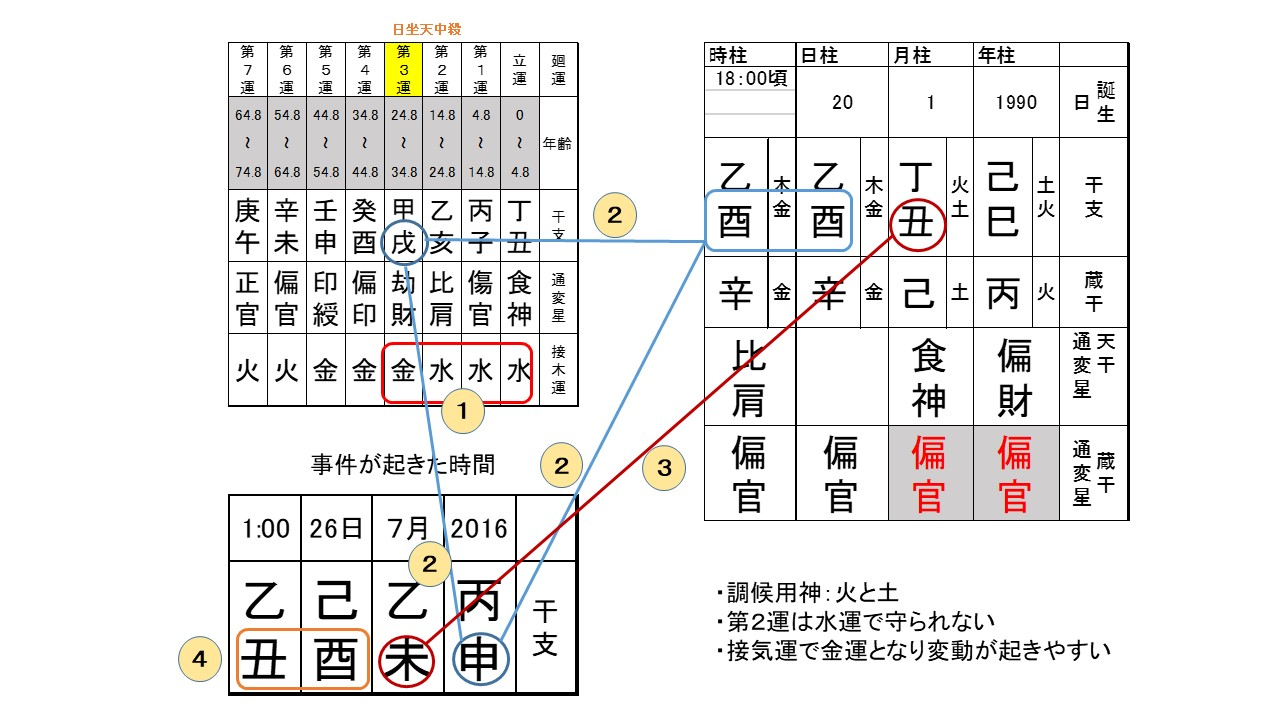 日坐天中殺
第7運 第6運 第5運 第4運 第3運 第2運 第1運 立運 廻運
64.8 54.8 44.8 34.8 24.8 14.8 4.8 0
~ ~ ~ ~ ~ ~ ~ ~ 年齢
74.8 64.8 54.8 44.8 34.8 24.8 14.8 4.8
庚午 辛未 壬申 癸酉 甲戌 乙亥 丙子 丁丑 干支
正官 偏官 印綬 偏印 劫財 比肩 傷官 食神 通変星
火 火 金 金 金 水 水 水 接木運
1
2
時柱 日柱 月柱 年柱
18:00頃
20 1 1990 誕生日
乙酉 木金 乙酉 木金 丁丑 火土 己巳 土火 干支
辛 金 辛 金 己 土 丙 火 蔵干
比肩 食神 偏財 天干通変星
偏官 偏官 偏官 偏官 蔵干通変星
事件が起きた時間
2
3
1:00 26日 7月 2016
2
乙丑 己酉 乙未 丙申 干支
4
・調候用神：火と土
・第２運は水運で守られない
・接気運で金運となり変動が起きやすい